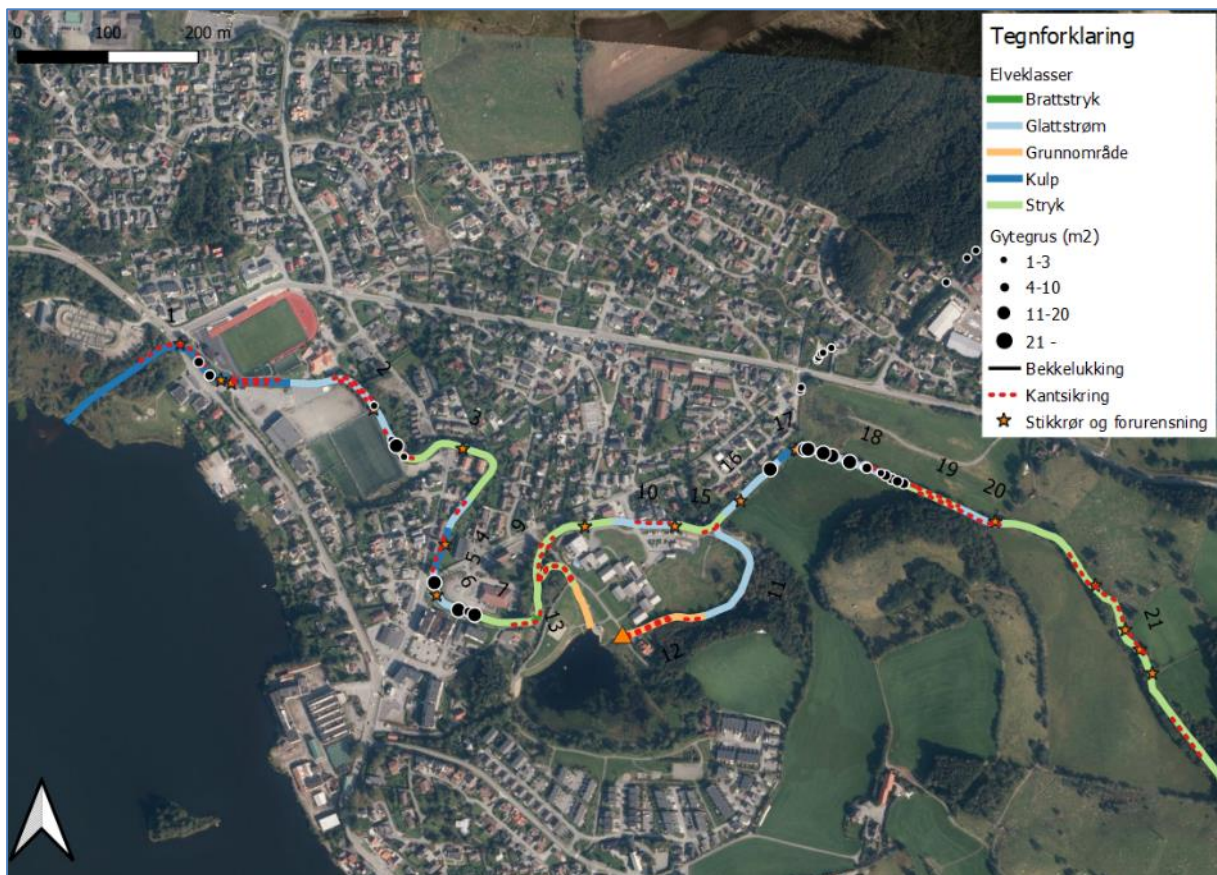 0 100 200 m
Tegnforklaring
Elveklasser
Brattstryk
Glattstrøm
Grunnområde
Kulp
Stryk
Gytegrus (m2)
1-3
4-10
11-20
21 -
Bekkelukking
Kantsikring
Stikkrør og forurensning
1
2
3
4
5
6
7
9
10
11
12
13
15
16
17
18
19
20
21